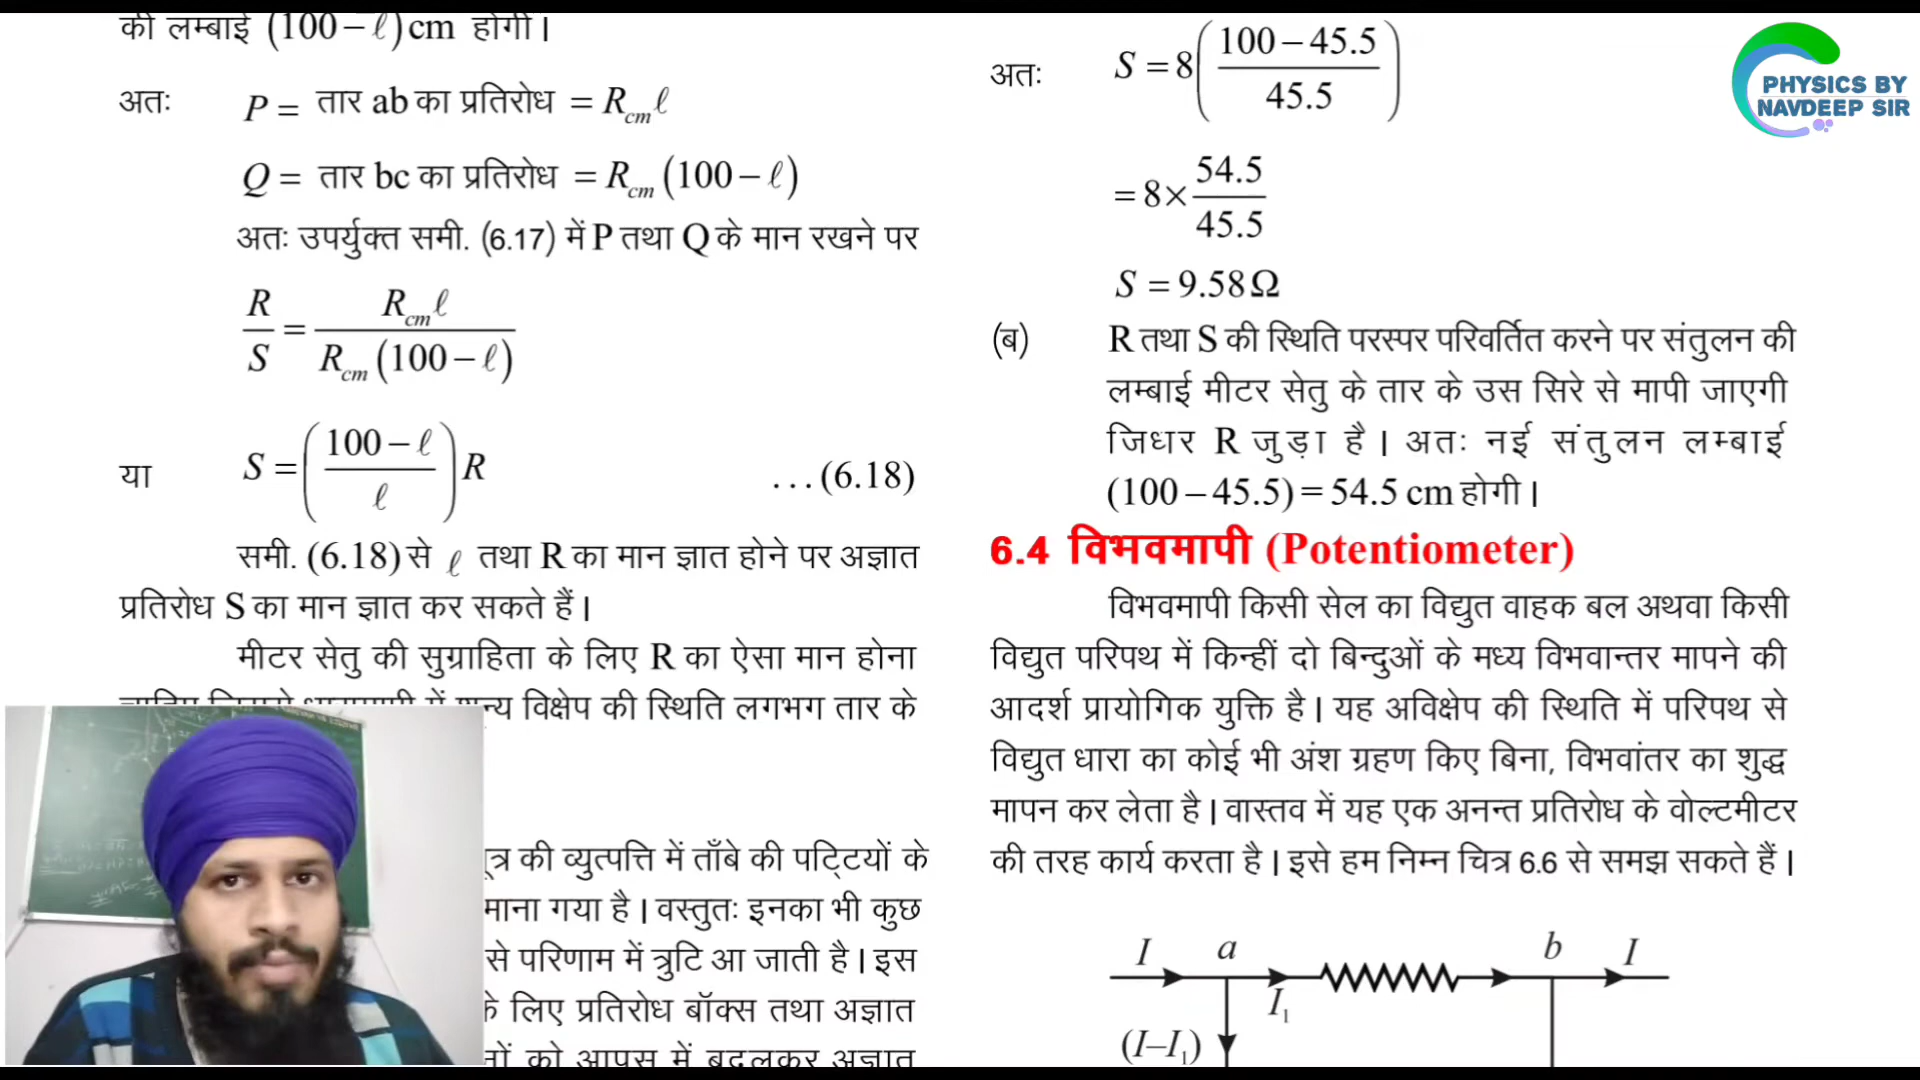 की लम्बाई (100 – ℓ) cm होगी।
अतः P = तार ab का प्रतिरोध = R_cm ℓ
Q = तार bc का प्रतिरोध = R_cm (100 – ℓ)
अतः उपर्युक्त समी. (6.17) में P तथा Q के मान रखने पर
R/S = R_cm ℓ / R_cm (100 – ℓ)
या S = ((100 – ℓ)/ℓ) R ...(6.18)
समी. (6.18) से ℓ तथा R का मान ज्ञात होने पर अज्ञात
प्रतिरोध S का मान ज्ञात कर सकते हैं।
मीटर सेतु की सुग्राहिता के लिए R का ऐसा मान होना
विक्षेप की स्थिति लगभग तार के
की व्युत्पत्ति में ताँबे की पट्टियों के
माना गया है। वस्तुतः इनका भी कुछ
से परिणाम में त्रुटि आ जाती है। इस
लिए प्रतिरोध बॉक्स तथा अज्ञात
को आपस में बदलकर अज्ञात
अतः S = 8((100 – 45.5)/45.5)
= 8 × 54.5/45.5
S = 9.58 Ω
(ब) R तथा S की स्थिति परस्पर परिवर्तित करने पर संतुलन की
लम्बाई मीटर सेतु के तार के उस सिरे से मापी जाएगी
जिधर R जुड़ा है। अतः नई संतुलन लम्बाई
(100 – 45.5) = 54.5 cm होगी।
6.4 विभवमापी (Potentiometer)
विभवमापी किसी सेल का विद्युत वाहक बल अथवा किसी
विद्युत परिपथ में किन्हीं दो बिन्दुओं के मध्य विभवान्तर मापने की
आदर्श प्रायोगिक युक्ति है। यह अविक्षेप की स्थिति में परिपथ से
विद्युत धारा का कोई भी अंश ग्रहण किए बिना, विभवांतर का शुद्ध
मापन कर लेता है। वास्तव में यह एक अनन्त प्रतिरोध के वोल्टमीटर
की तरह कार्य करता है। इसे हम निम्न चित्र 6.6 से समझ सकते हैं।
I a b I
I₁
(I–I₁)
PHYSICS BY
NAVDEEP SIR